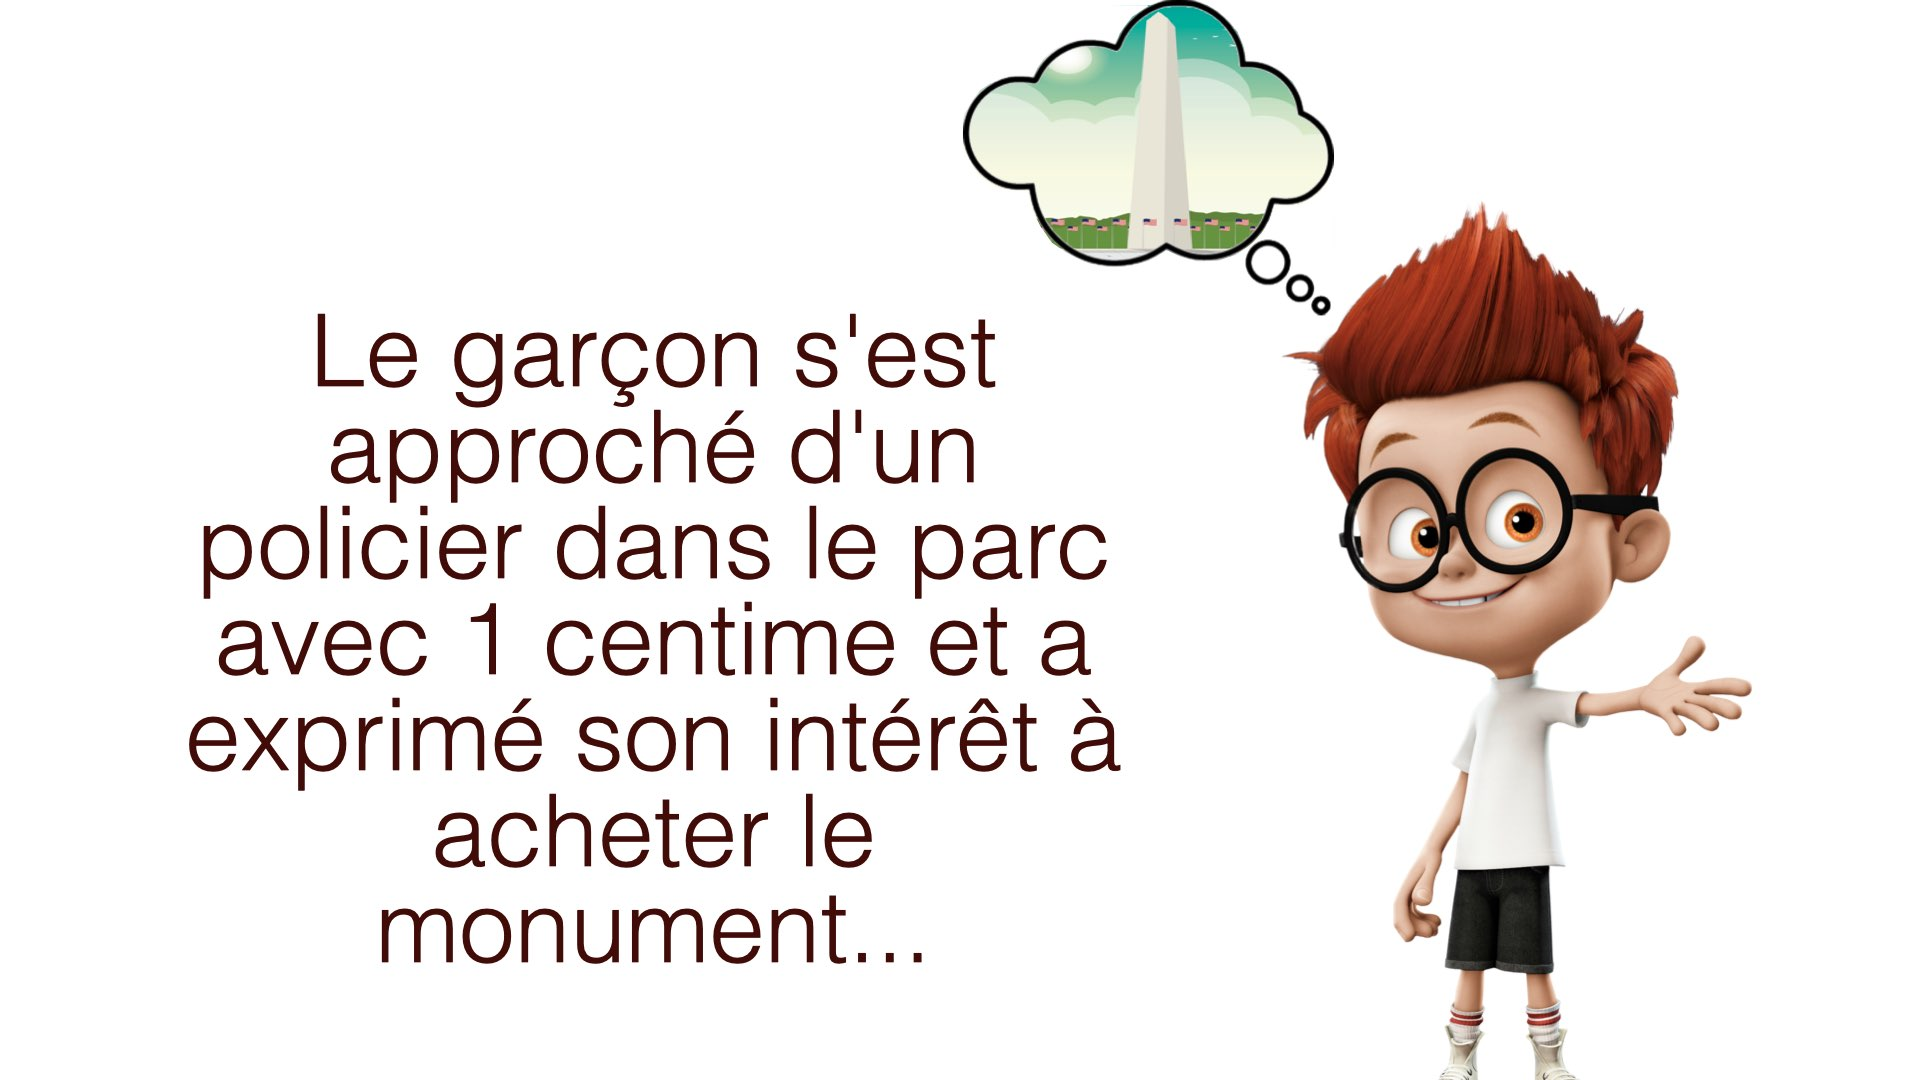 Le garçon s'est
approché d'un
policier dans le parc
avec 1 centime et a
exprimé son intérêt à
acheter le
monument...